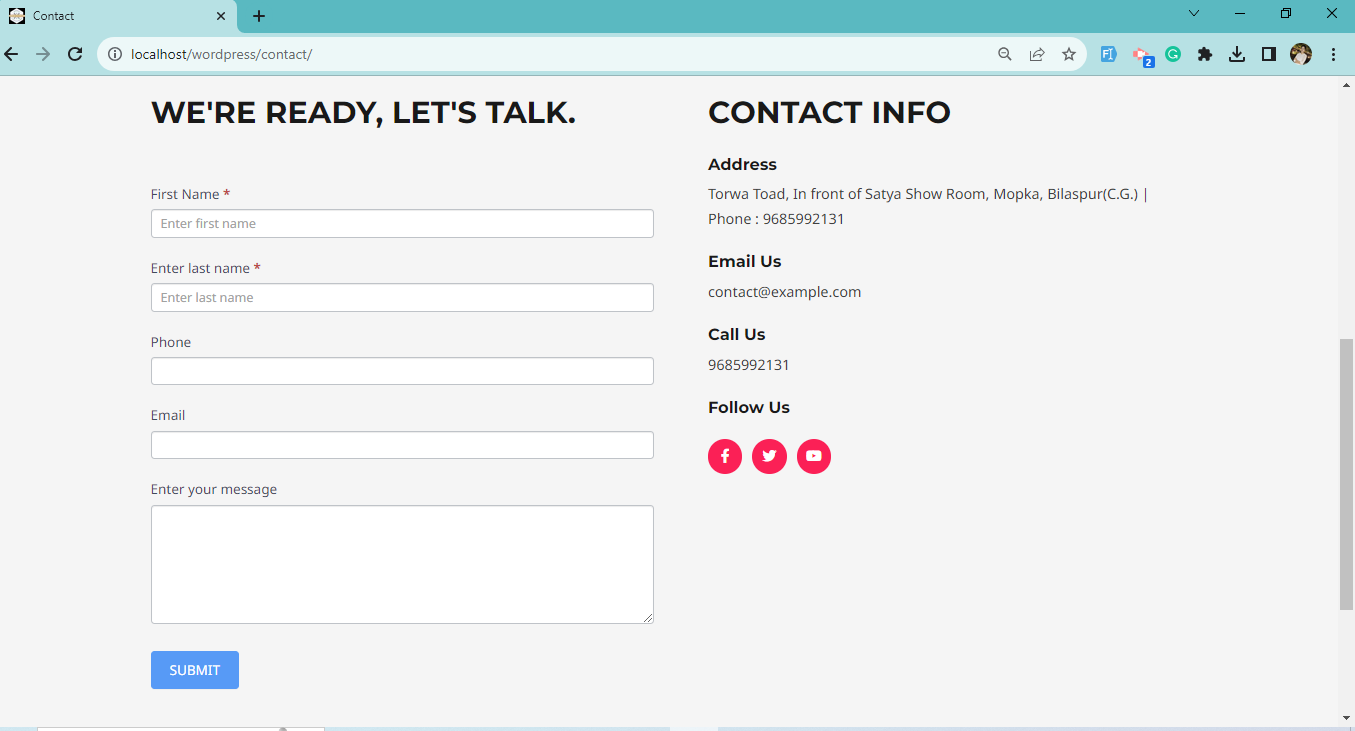 Contact
localhost/wordpress/contact/
2
WE'RE READY, LET'S TALK.
First Name *
Enter first name
Enter last name *
Enter last name
Phone
Email
Enter your message
SUBMIT
CONTACT INFO
Address
Torwa Toad, In front of Satya Show Room, Mopka, Bilaspur(C.G.) |
Phone : 9685992131
Email Us
contact@example.com
Call Us
9685992131
Follow Us